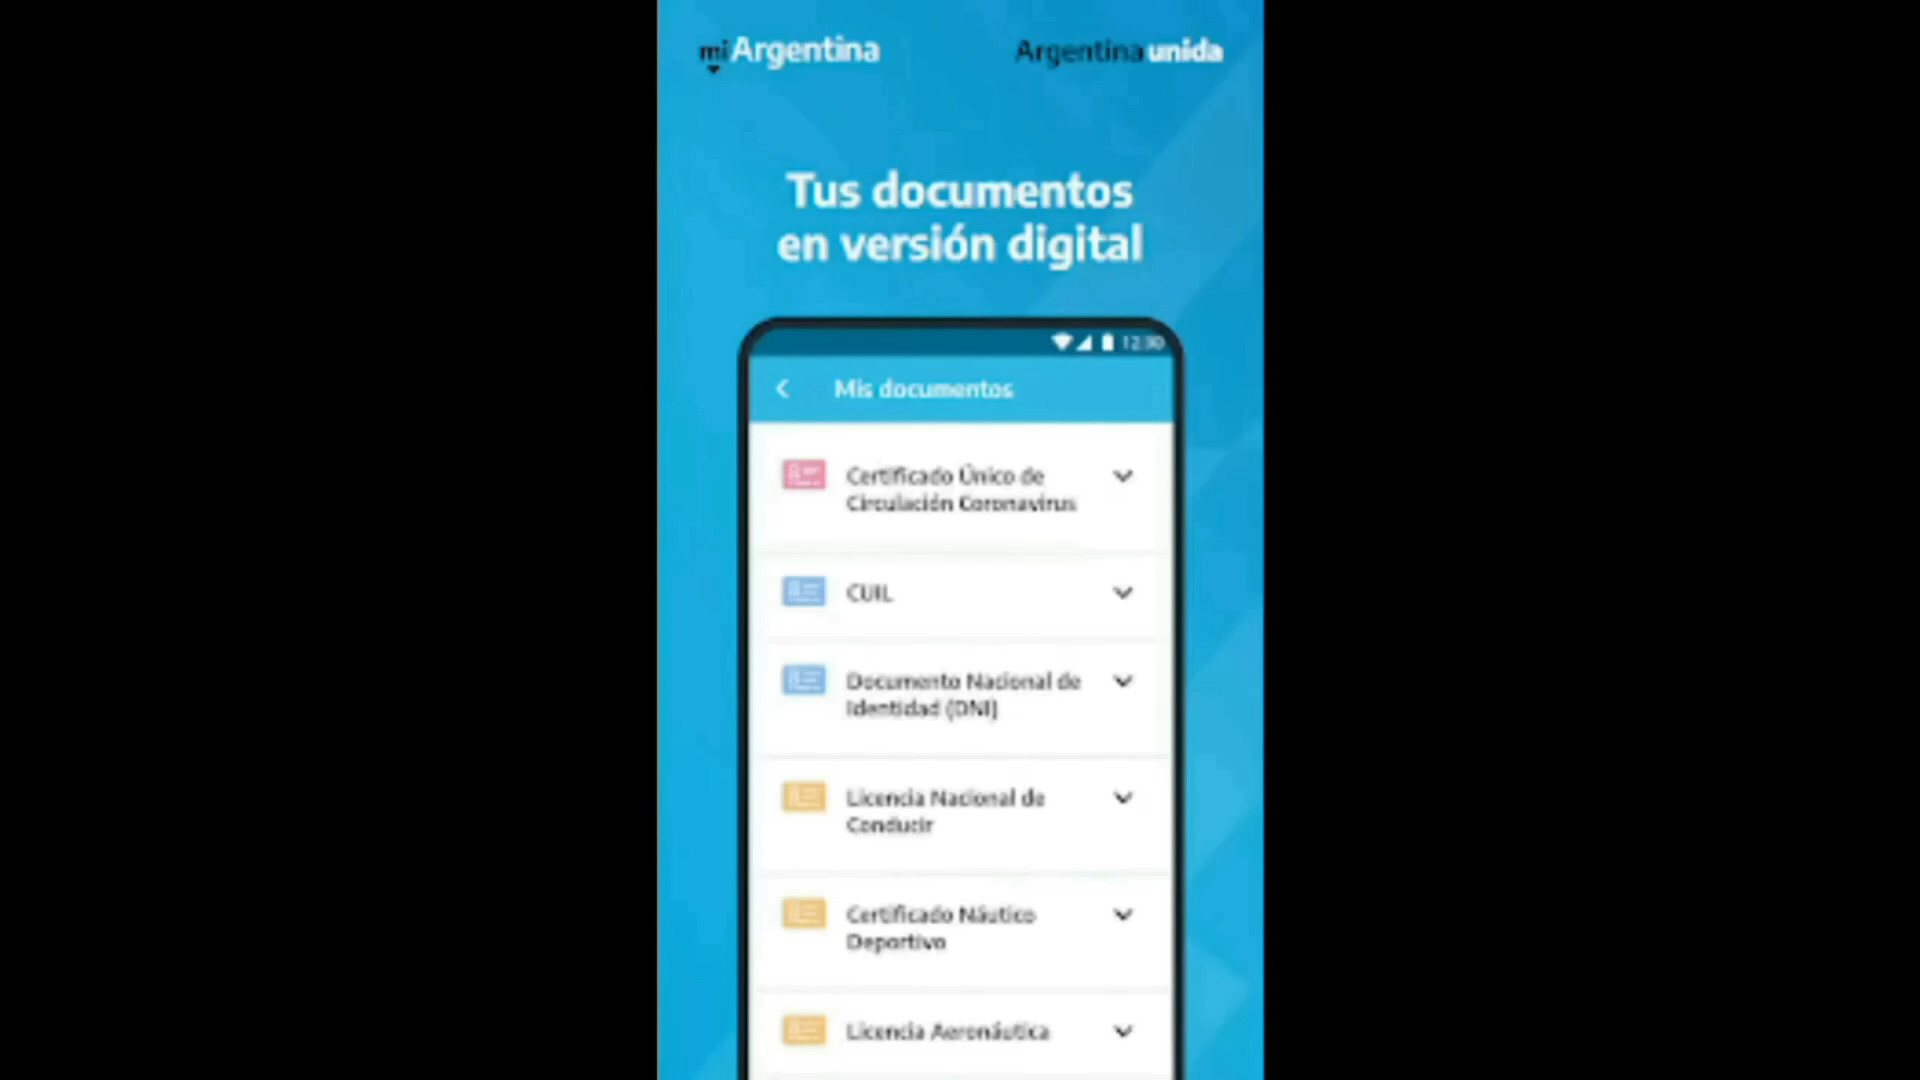 mi Argentina
Argentina unida
Tus documentos
en versión digital
12:30
Mis documentos
Certificado Único de
Circulación Coronavirus
CUIL
Documento Nacional de
Identidad (DNI)
Licencia Nacional de
Conducir
Certificado Náutico
Deportivo
Licencia Aeronáutica